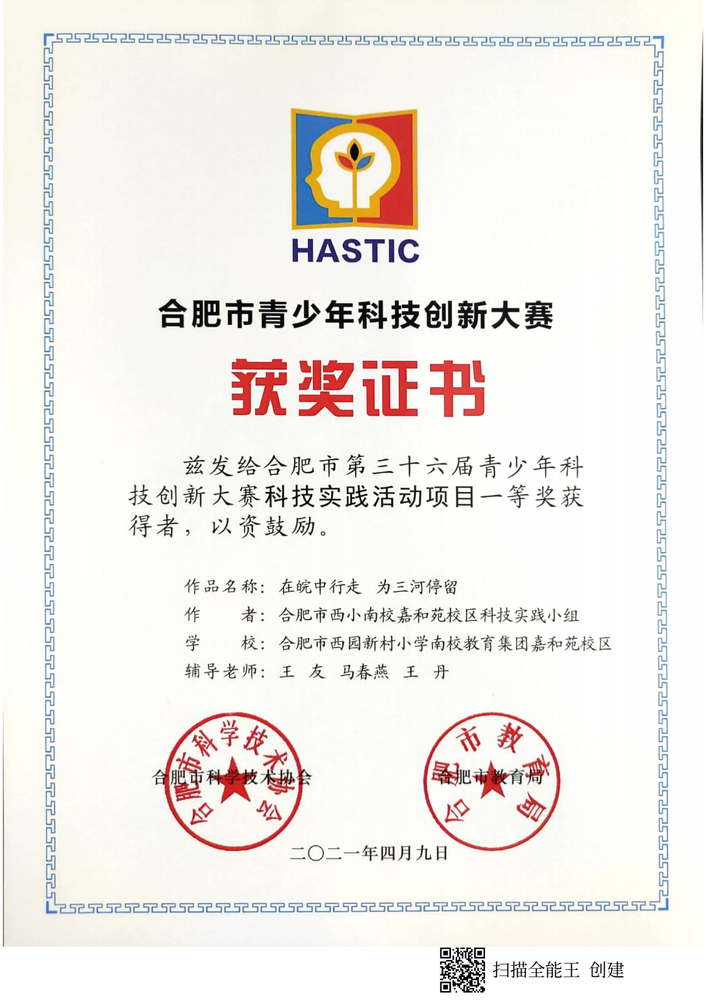 HASTIC
合肥市青少年科技创新大赛
获奖证书
兹发给合肥市第三十六届青少年科
技创新大赛科技实践活动项目一等奖获
得者，以资鼓励。
作品名称：在皖中行走 为三河停留
作 者：合肥市西小南校嘉和苑校区科技实践小组
学 校：合肥市西园新村小学南校教育集团嘉和苑校区
辅导老师：王 友 马春燕 王 丹
合肥市科学技术协会
合肥市科学技术协会
合肥市教育局
合肥市教育局
二〇二一年四月九日
扫描全能王 创建